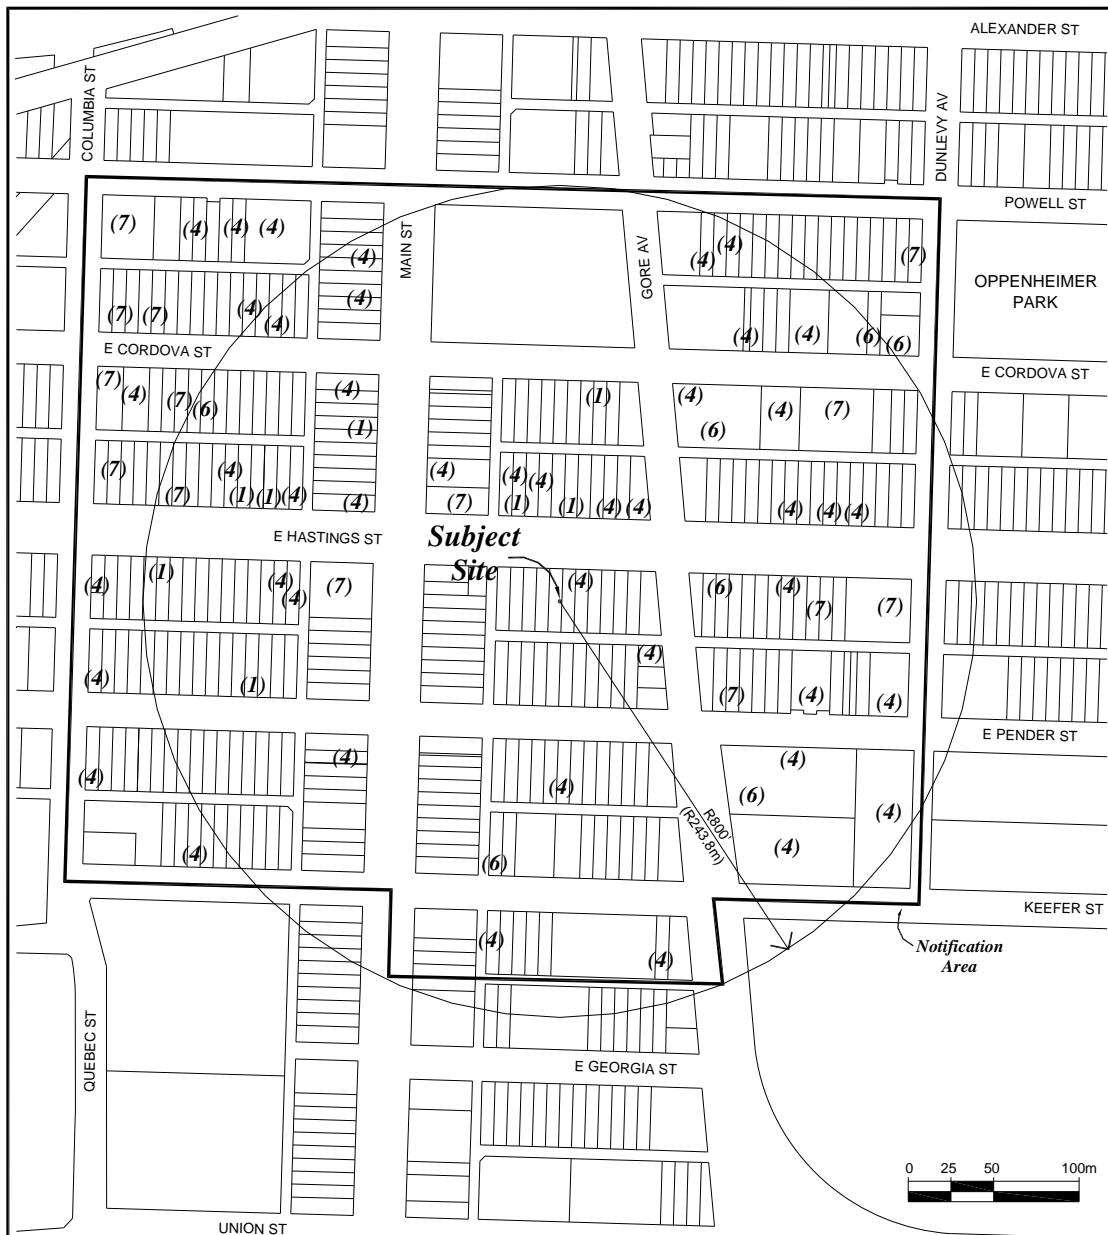 ALEXANDER ST
COLUMBIA ST
DUNLEVY AV
POWELL ST
(7) (4) (4) (4)
MAIN ST
GORE AV
(4) (4) (4) (7)
OPPENHEIMER
PARK
(7) (7) (4) (4) (4)
(4) (4) (6) (6)
E CORDOVA ST
E CORDOVA ST
(7) (4) (7) (6) (4) (1)
(1) (4) (6) (4) (7)
(7) (7) (4) (1) (1) (4) (4)
(4) (7) (4) (1) (4) (1) (4) (4)
(4) (4) (4)
E HASTINGS ST
Subject
Site
(4) (1) (4) (4) (7)
(4) (6) (4) (7) (7)
(4) (1) (4)
(7) (4) (4)
E PENDER ST
(4) (4) (4)
(4) (6) (4) (4)
R800'
(R243.8m)
(4) (6)
KEEFER ST
(4) (4)
Notification
Area
QUEBEC ST
E GEORGIA ST
0 25 50 100m
UNION ST